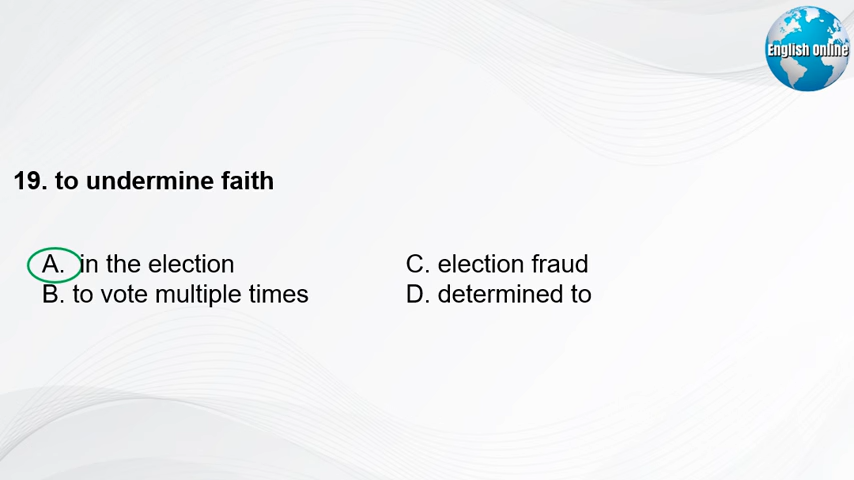 English Online
19. to undermine faith
A. in the election
B. to vote multiple times
C. election fraud
D. determined to